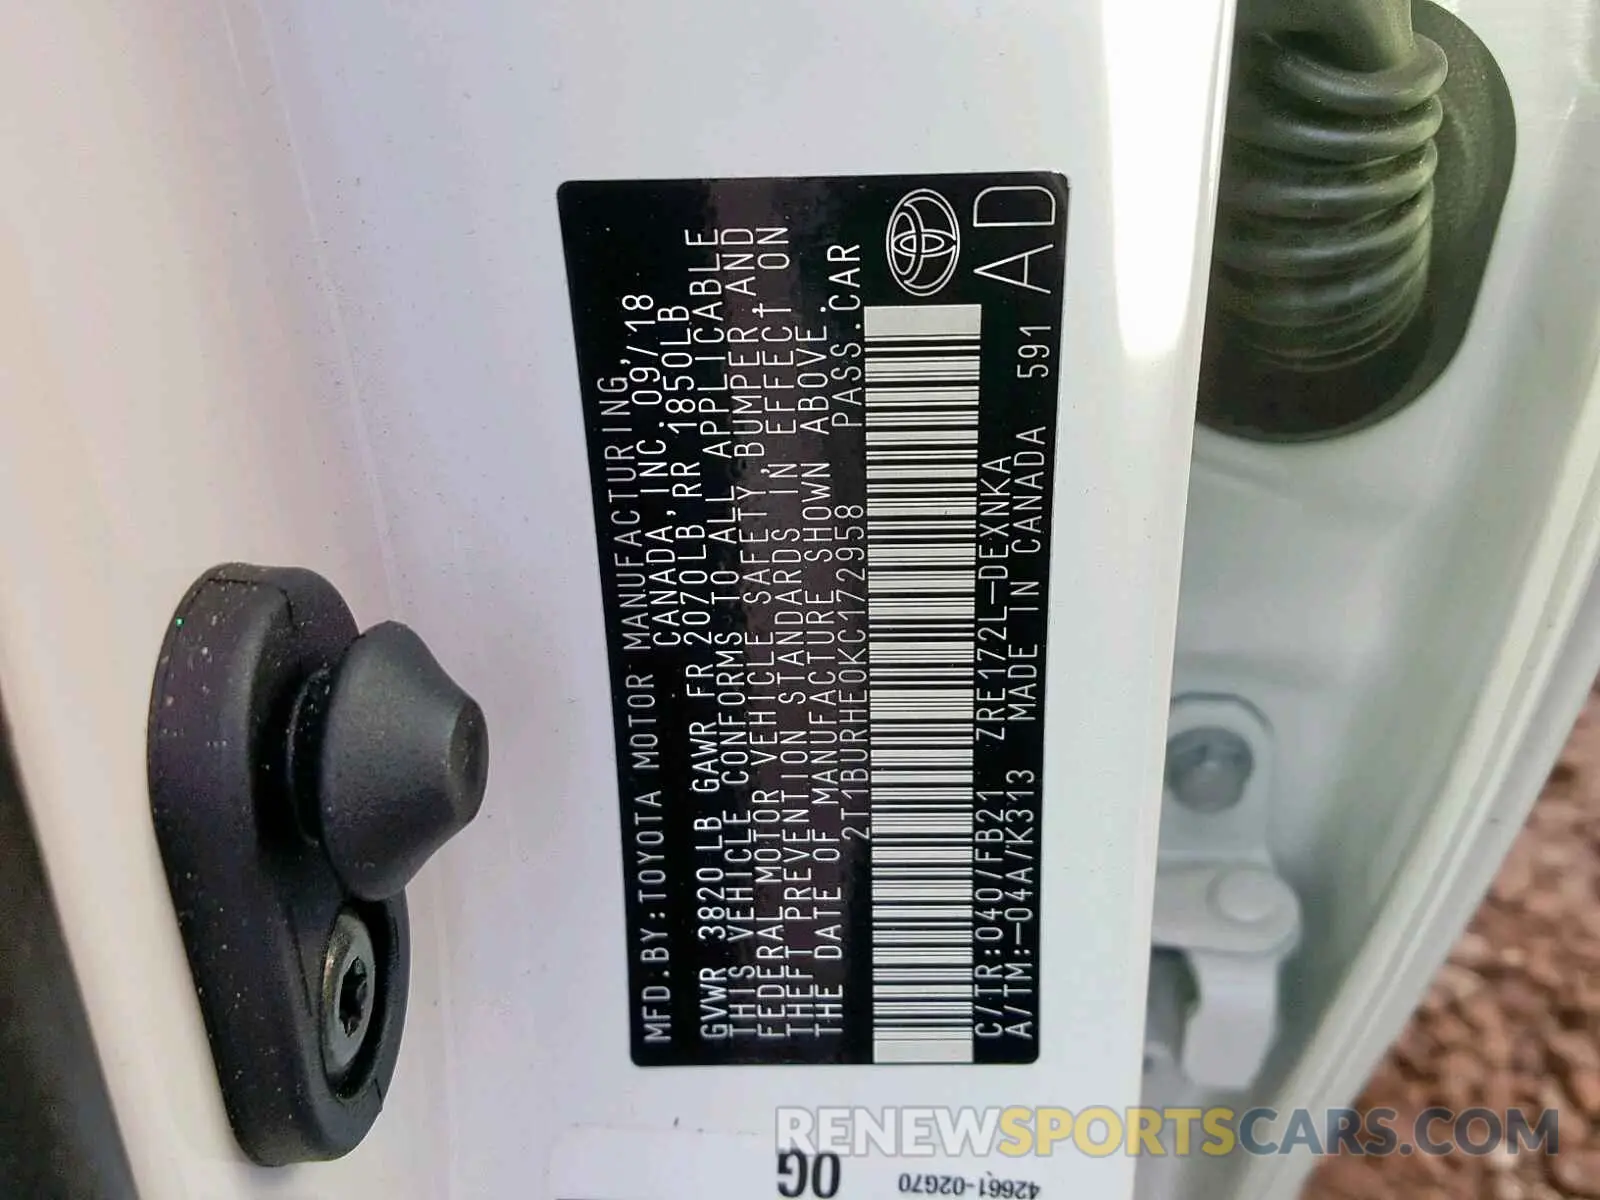 MFD.BY:TOYOTA MOTOR MANUFACTURING,
CANADA, INC. 09/18
GVWR 3820LB GAWR FR 2070LB, RR 1850LB
THIS VEHICLE CONFORMS TO ALL APPLICABLE
FEDERAL MOTOR VEHICLE SAFETY, BUMPER, AND
THEFT PREVENTION STANDARDS IN EFFECT ON
THE DATE OF MANUFACTURE SHOWN ABOVE.
2T1BURHE0KC172958 PASS.CAR
C/TR:040/FB21 ZRE172L-DEXNKA
A/TM:-04A/K313 MADE IN CANADA 591
AD
0G
42661-02G70
RENEWSPORTSCARS.COM